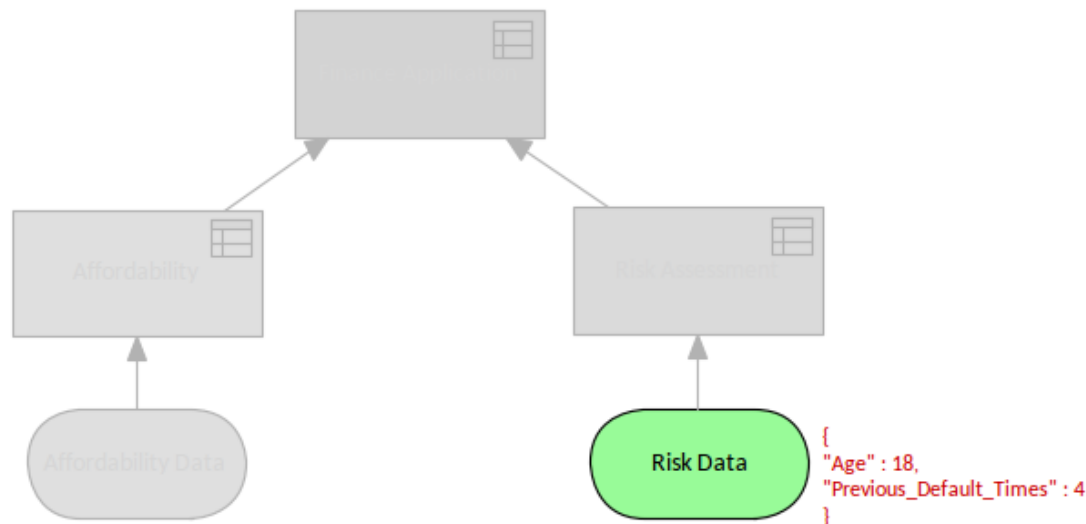 Affordability
Risk Assessment
Affordability Data
Risk Data
{
"Age" : 18,
"Previous_Default_Times" : 4
}